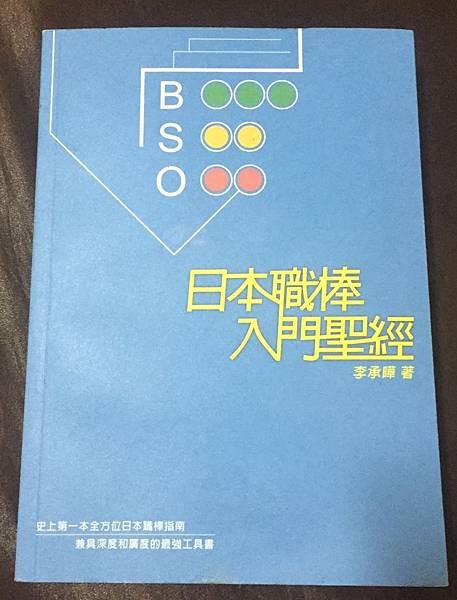 B
S
O
日本職棒
入門聖經
李承曄 著
史上第一本全方位日本職棒指南
兼具深度和廣度的最強工具書